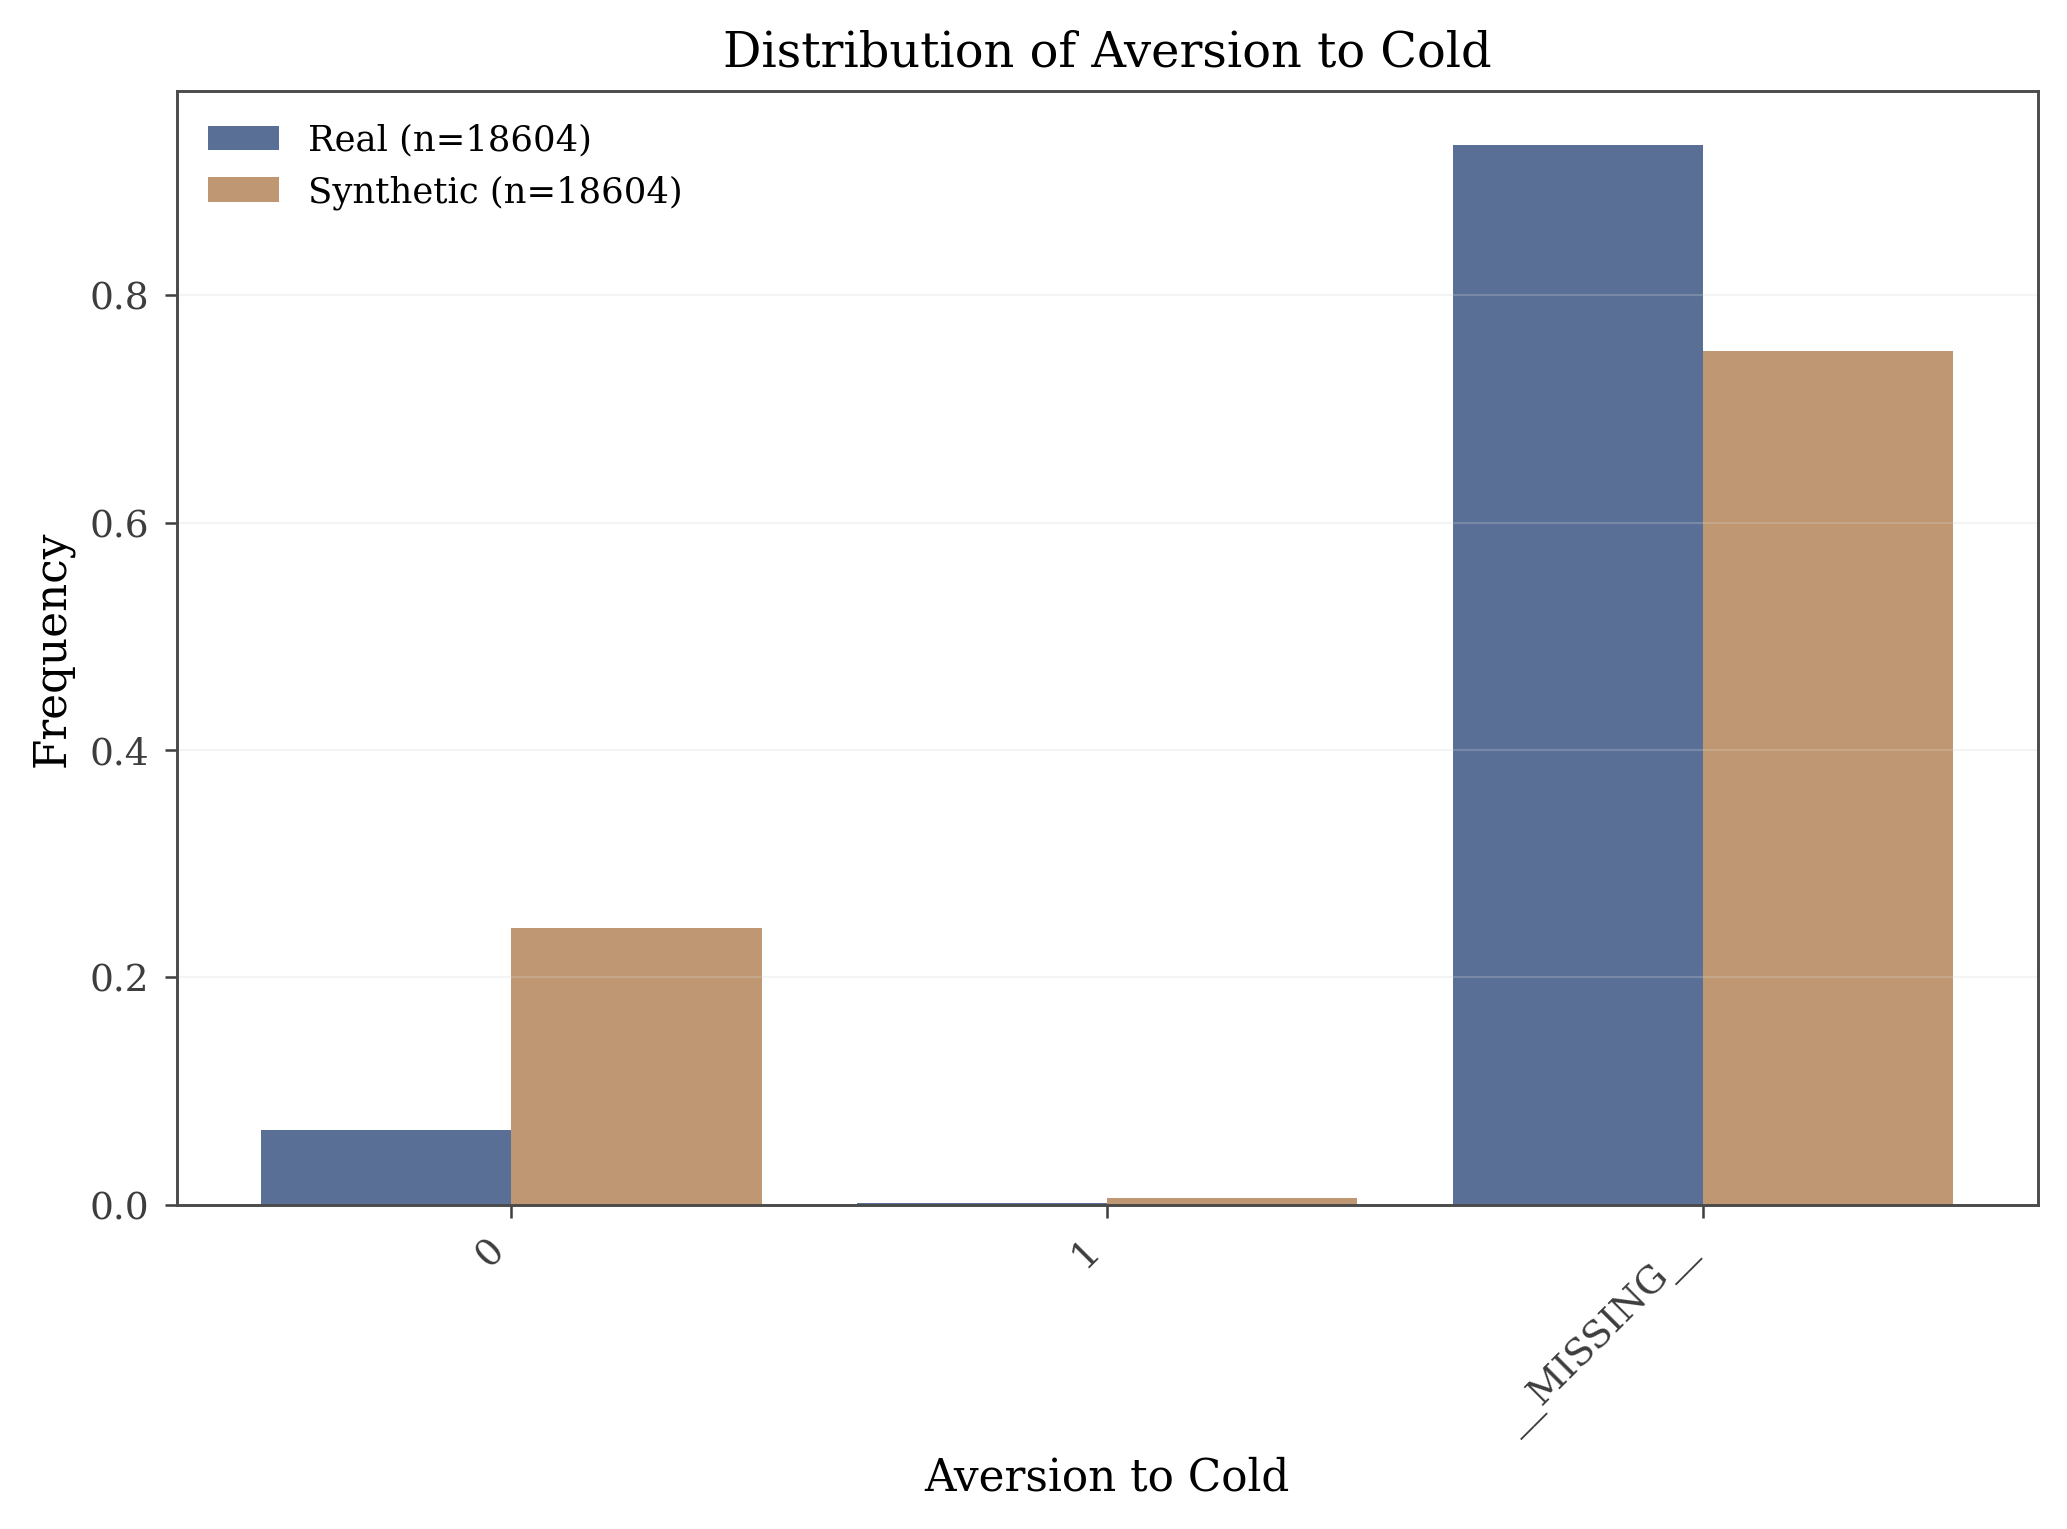 Distribution of Aversion to Cold
Real (n=18604)
Synthetic (n=18604)
Frequency
0.8
0.6
0.4
0.2
0.0
0
1
__MISSING__
Aversion to Cold